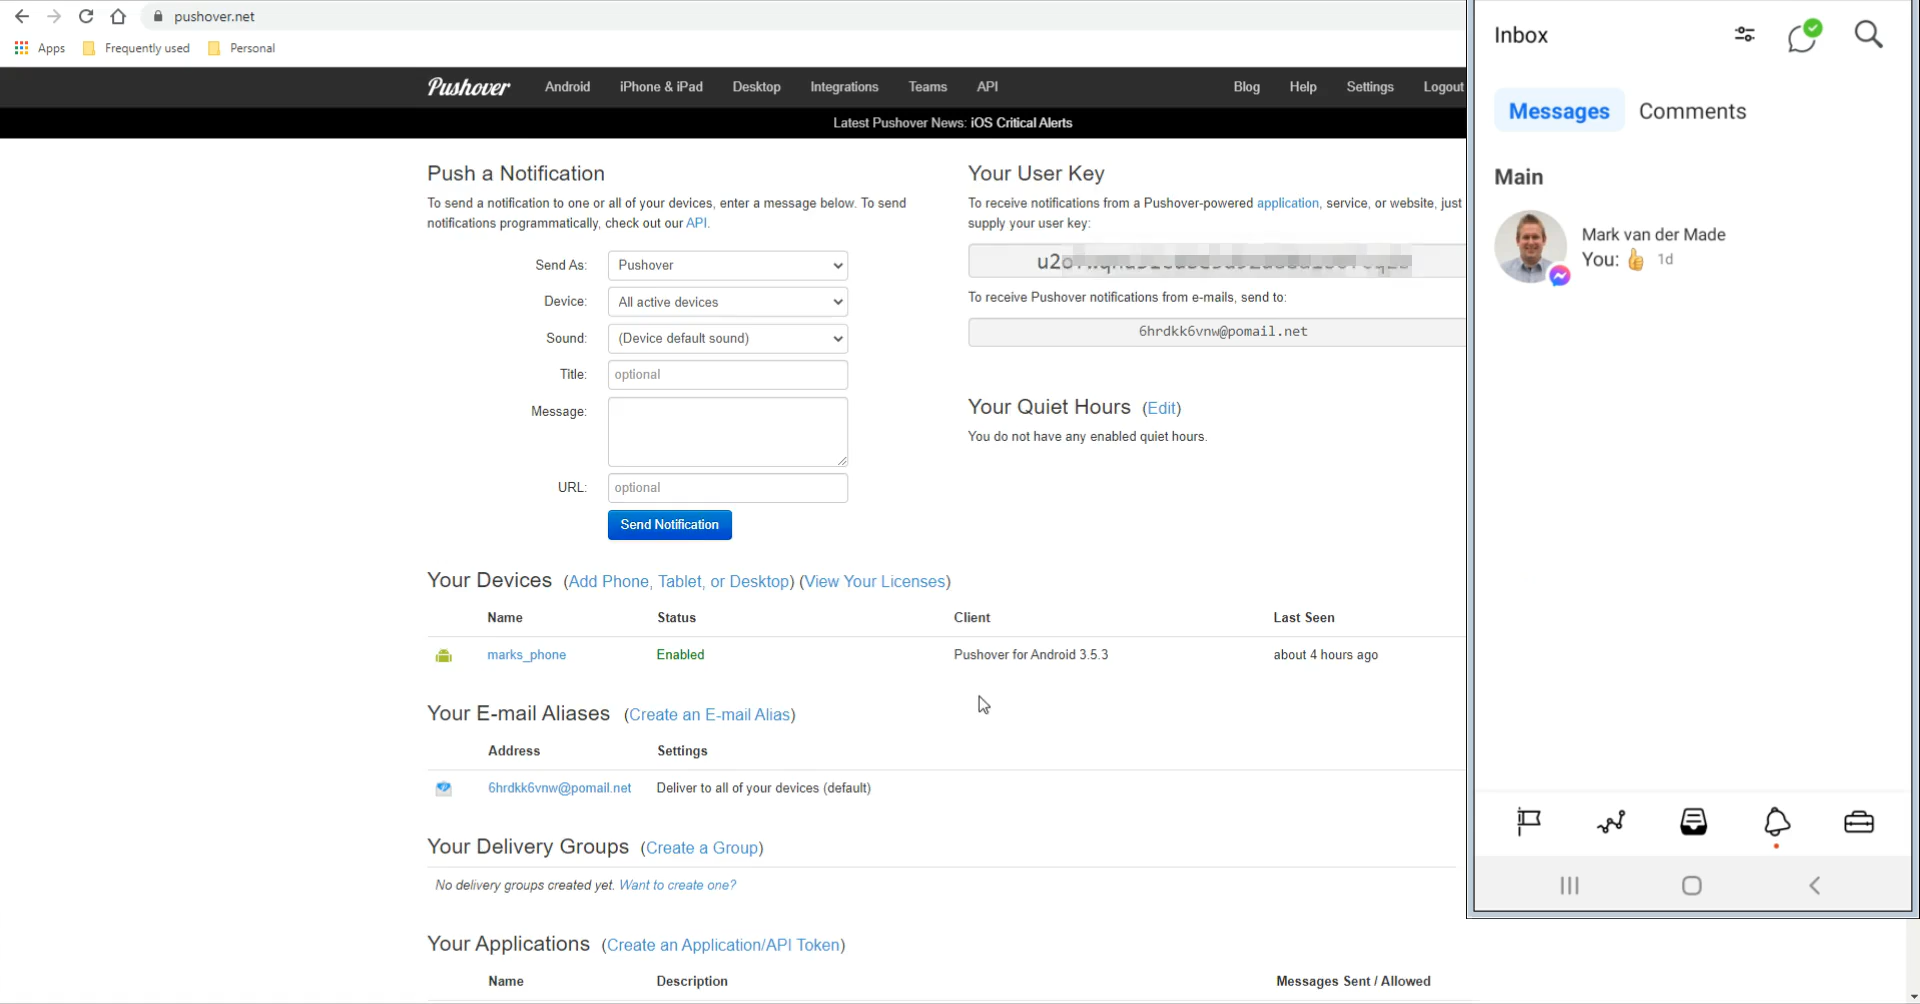 pushover.net
Apps
Frequently used
Personal
Pushover
Android
iPhone & iPad
Desktop
Integrations
Teams
API
Blog
Help
Settings
Logout
Latest Pushover News: iOS Critical Alerts
Push a Notification
To send a notification to one or all of your devices, enter a message below. To send
notifications programmatically, check out our API.
Send As:
Pushover
Device:
All active devices
Sound:
(Device default sound)
Title:
optional
Message:
URL:
optional
Send Notification
Your User Key
To receive notifications from a Pushover-powered application, service, or website, just
supply your user key:
To receive Pushover notifications from e-mails, send to:
6hrdkk6vnw@pomail.net
Your Quiet Hours (Edit)
You do not have any enabled quiet hours.
Your Devices (Add Phone, Tablet, or Desktop) (View Your Licenses)
Name Status Client Last Seen
marks_phone Enabled Pushover for Android 3.5.3 about 4 hours ago
Your E-mail Aliases (Create an E-mail Alias)
Address Settings
6hrdkk6vnw@pomail.net Deliver to all of your devices (default)
Your Delivery Groups (Create a Group)
No delivery groups created yet. Want to create one?
Your Applications (Create an Application/API Token)
Name Description Messages Sent / Allowed
Inbox
Messages
Comments
Main
Mark van der Made
You: 👍 1d